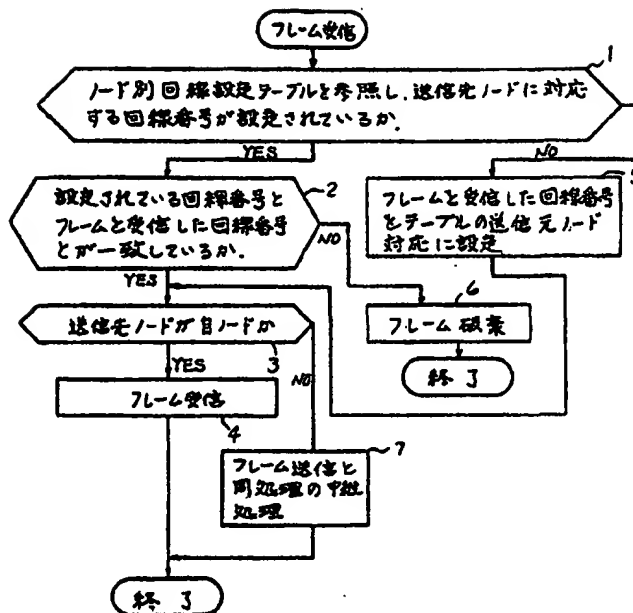 フレーム受信
1
ノード別回線設定テーブルを参照し、送信先ノードに対応
する回線番号が設定されているか。
YES
NO
2
設定されている回線番号と
フレームを受信した回線番号
とが一致しているか。
NO
YES
5
フレームを受信した回線番号
をテーブルの送信元ノード
対応に設定
6
フレーム破棄
終了
送信先ノードが自ノードか
3
YES
NO
フレーム受信
4
7
フレーム送信と
同処理の中継
処理
終了